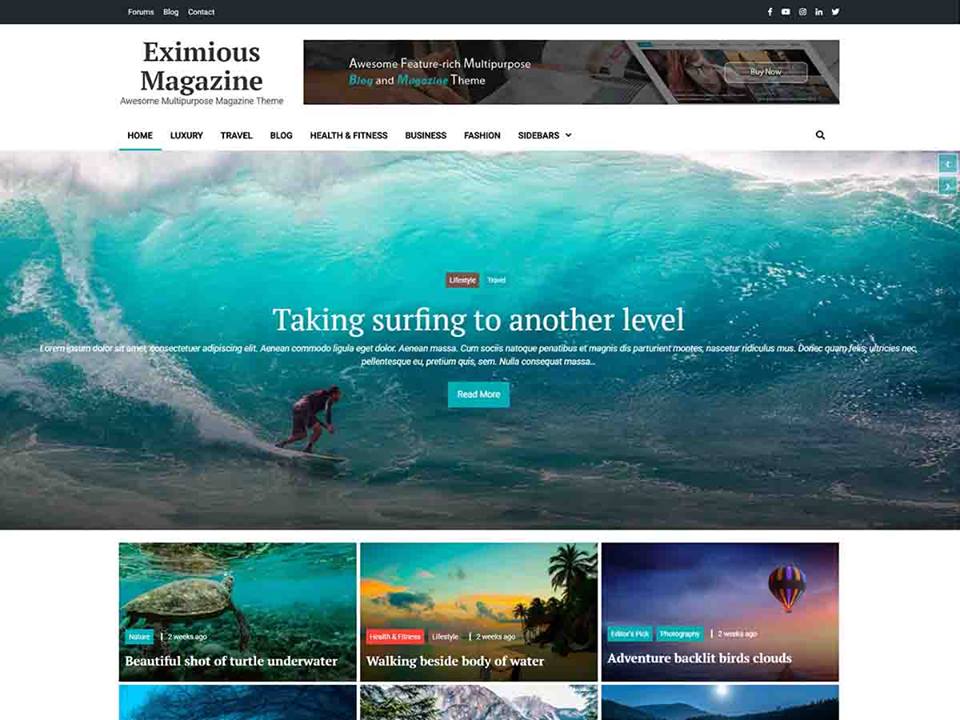 Forums Blog Contact
Eximious
Magazine
Awesome Multipurpose Magazine Theme
Awesome Feature-rich Multipurpose
Blog and Magazine Theme
Buy Now
HOME LUXURY TRAVEL BLOG HEALTH & FITNESS BUSINESS FASHION SIDEBARS
Lifestyle Travel
Taking surfing to another level
Lorem ipsum dolor sit amet, consectetuer adipiscing elit. Aenean commodo ligula eget dolor. Aenean massa. Cum sociis natoque penatibus et magnis dis parturient montes, nascetur ridiculus mus. Donec quam felis, ultricies nec,
pellentesque eu, pretium quis, sem. Nulla consequat massa...
Read More
Nature | 2 weeks ago
Beautiful shot of turtle underwater
Health & Fitness Lifestyle | 2 weeks ago
Walking beside body of water
Editor's Pick Photography | 2 weeks ago
Adventure backlit birds clouds